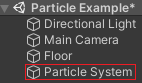 Particle Example*
Directional Light
Main Camera
Floor
Particle System